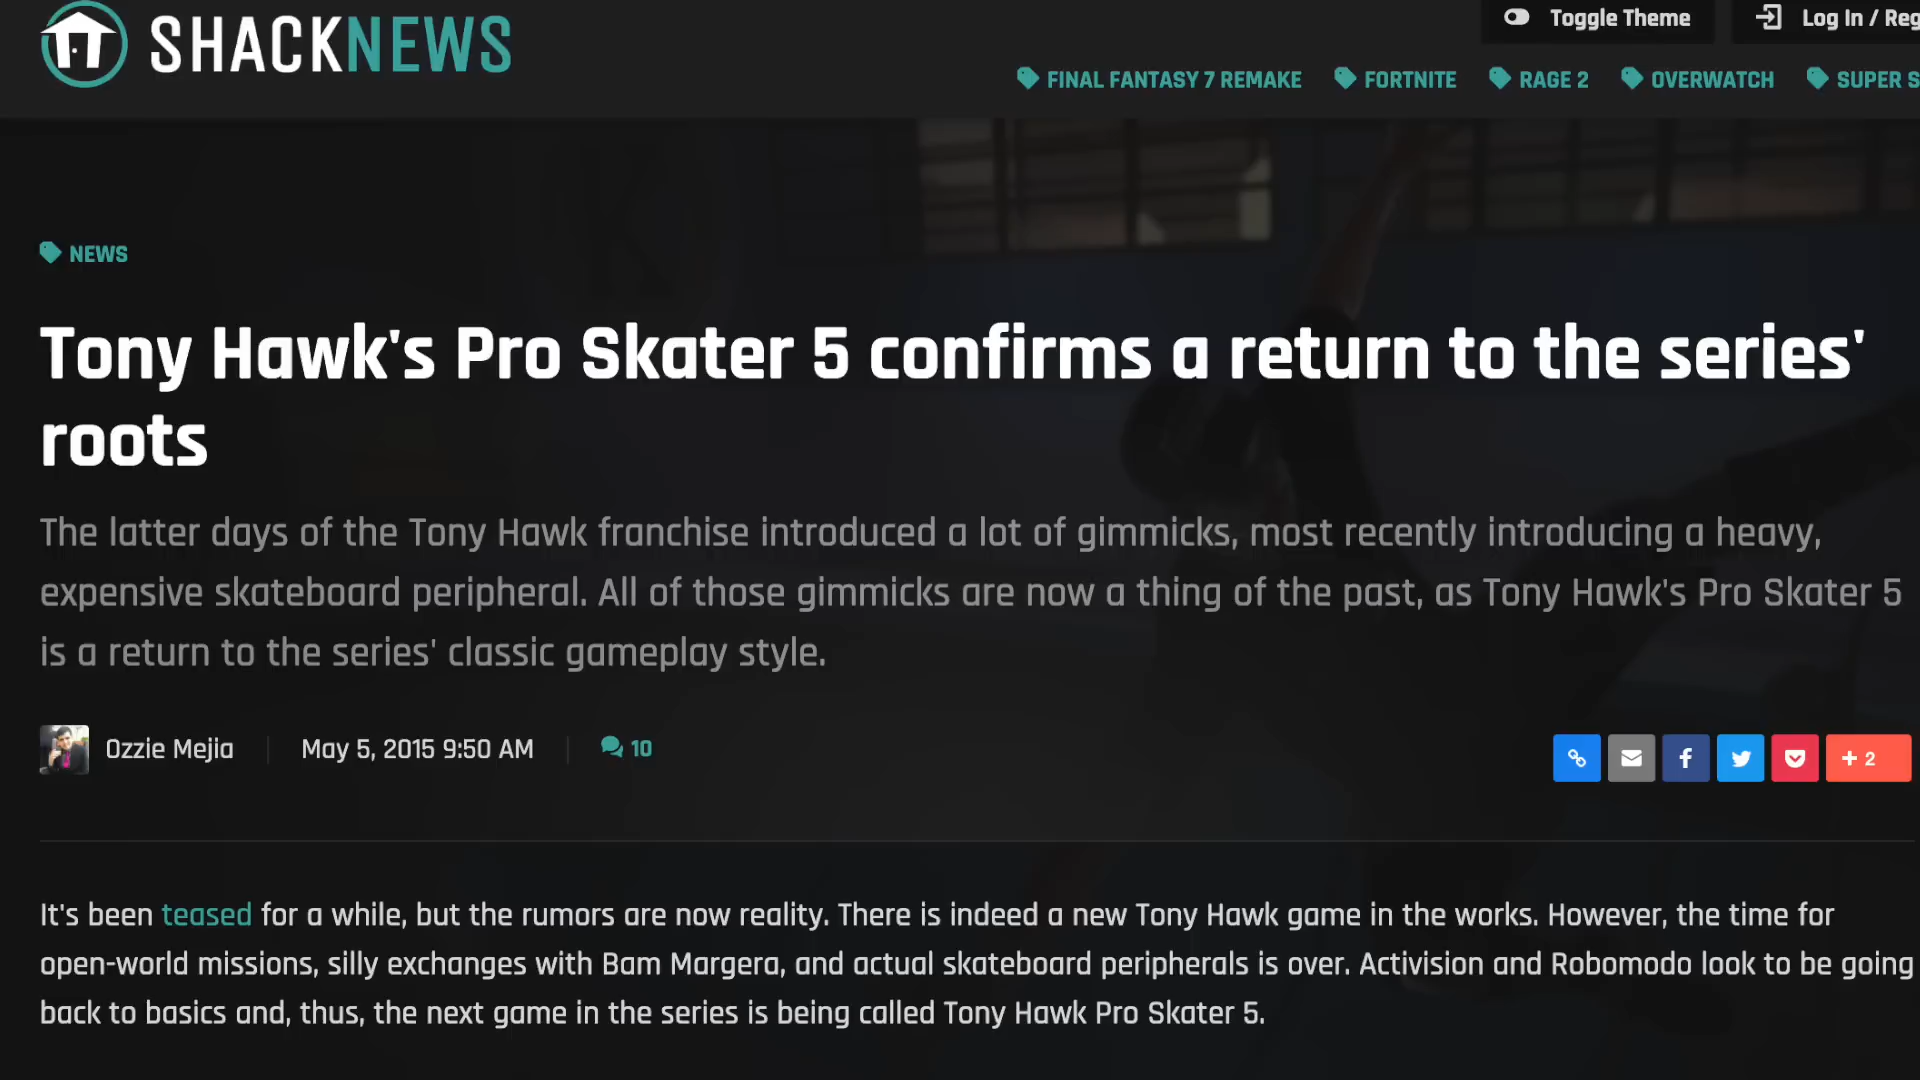 SHACKNEWS
Toggle Theme
Log In / Reg
FINAL FANTASY 7 REMAKE
FORTNITE
RAGE 2
OVERWATCH
SUPER S
NEWS
Tony Hawk's Pro Skater 5 confirms a return to the series'
roots
The latter days of the Tony Hawk franchise introduced a lot of gimmicks, most recently introducing a heavy,
expensive skateboard peripheral. All of those gimmicks are now a thing of the past, as Tony Hawk's Pro Skater 5
is a return to the series' classic gameplay style.
Ozzie Mejia
May 5, 2015 9:50 AM
10
2
It's been teased for a while, but the rumors are now reality. There is indeed a new Tony Hawk game in the works. However, the time for
open-world missions, silly exchanges with Bam Margera, and actual skateboard peripherals is over. Activision and Robomodo look to be going
back to basics and, thus, the next game in the series is being called Tony Hawk Pro Skater 5.